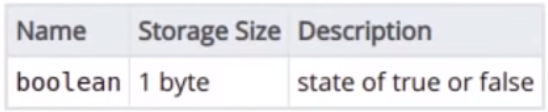 Name Storage Size Description
boolean 1 byte state of true or false